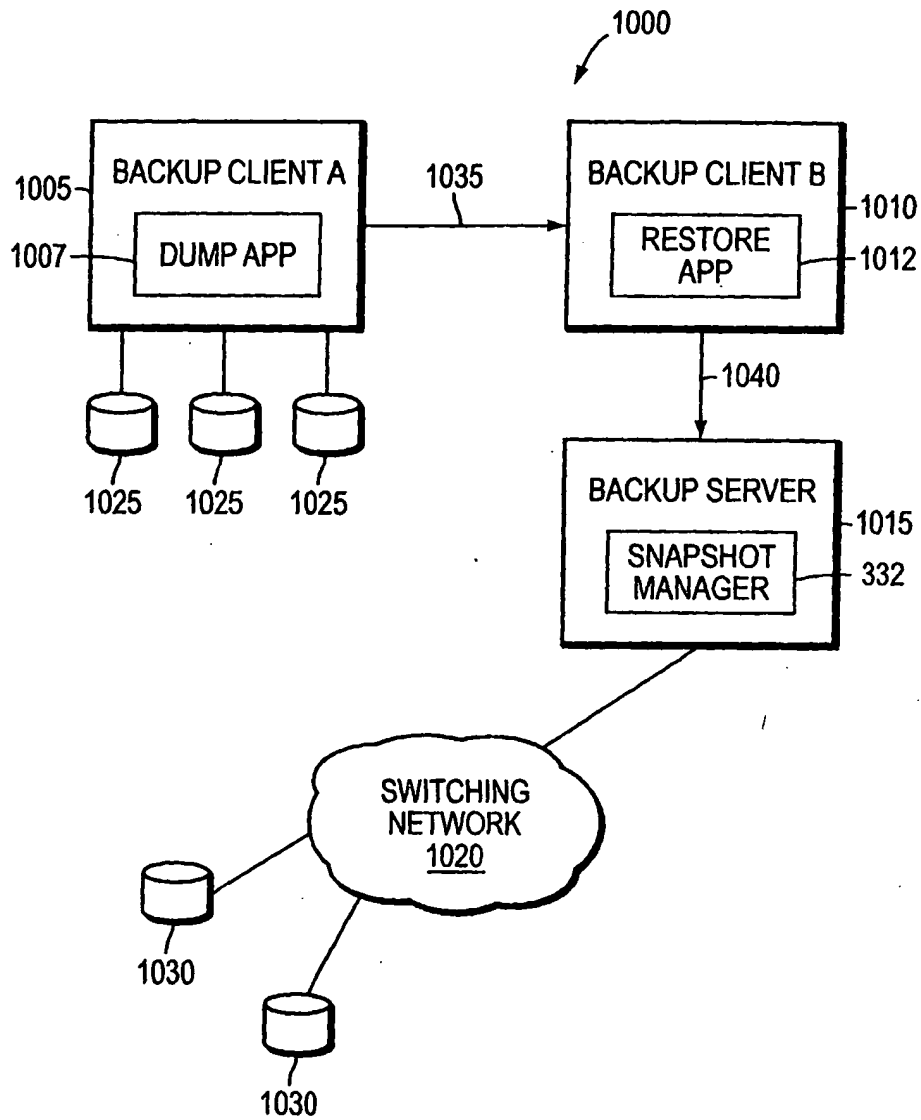 1000
BACKUP CLIENT A
1005
DUMP APP
1007
1035
BACKUP CLIENT B
1010
RESTORE
APP
1012
1025
1025
1025
1040
BACKUP SERVER
1015
SNAPSHOT
MANAGER
332
SWITCHING
NETWORK
1020
1030
1030